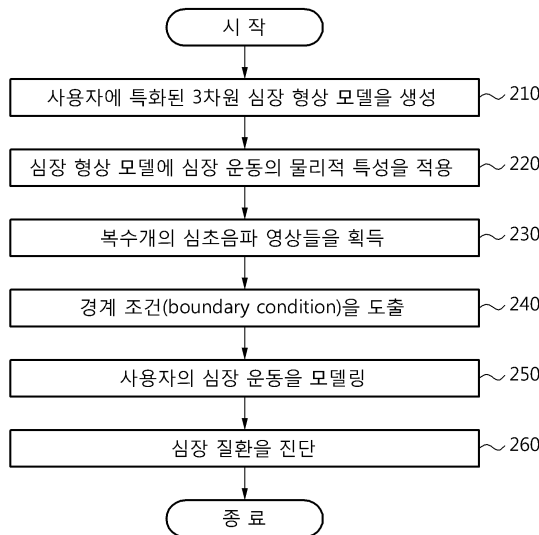 시 작
사용자에 특화된 3차원 심장 형상 모델을 생성 210
심장 형상 모델에 심장 운동의 물리적 특성을 적용 220
복수개의 심초음파 영상들을 획득 230
경계 조건(boundary condition)을 도출 240
사용자의 심장 운동을 모델링 250
심장 질환을 진단 260
종 료